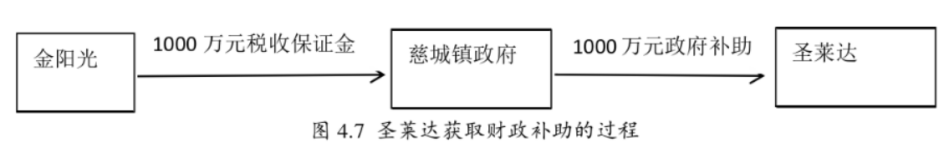 金阳光
1000 万元税收保证金
慈城镇政府
1000 万元政府补助
圣莱达
图 4.7 圣莱达获取财政补助的过程